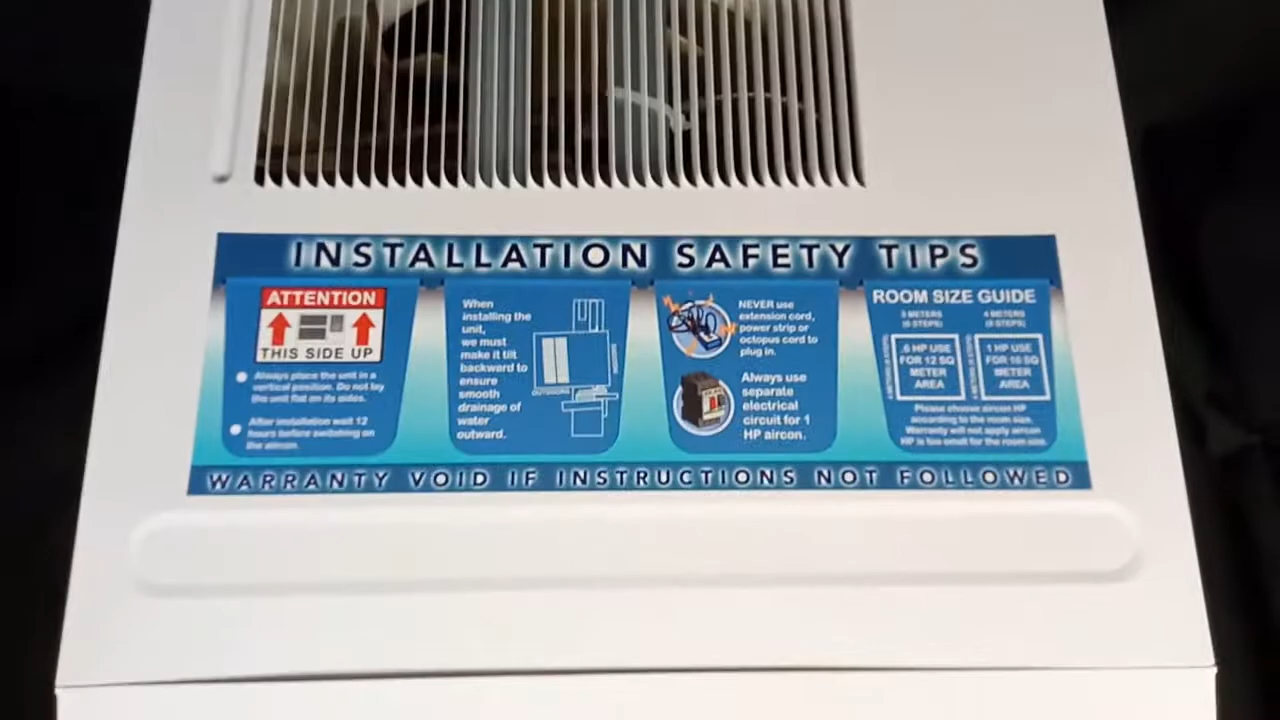 INSTALLATION SAFETY TIPS
ATTENTION
THIS SIDE UP
Always place the unit in a
vertical position. Do not lay
the unit flat on its sides.
After installation wait 12
hours before switching on
the aircon.
When
installing the
unit,
we must
make it tilt
backward to
ensure
smooth
drainage of
water
outward.
OUTDOORS
INDOORS
NEVER use
extension cord,
power strip or
octopus cord to
plug in.
Always use
separate
electrical
circuit for 1
HP aircon.
ROOM SIZE GUIDE
3 METERS
4 METERS
.6 HP USE
FOR 12 SQ
METER
AREA
1 HP USE
FOR 16 SQ
METER
AREA
Please choose aircon HP
according to the room size.
Warranty will not apply aircon
HP is too small for the room size.
WARRANTY VOID IF INSTRUCTIONS NOT FOLLOWED